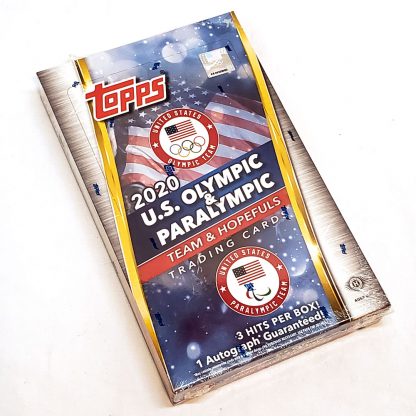 Topps
UNITED STATES
OLYMPIC TEAM
2020
U.S. OLYMPIC
&
PARALYMPIC
TEAM & HOPEFULS
TRADING CARDS
UNITED STATES
PARALYMPIC TEAM
3 HITS PER BOX!
1 Autograph Guaranteed!